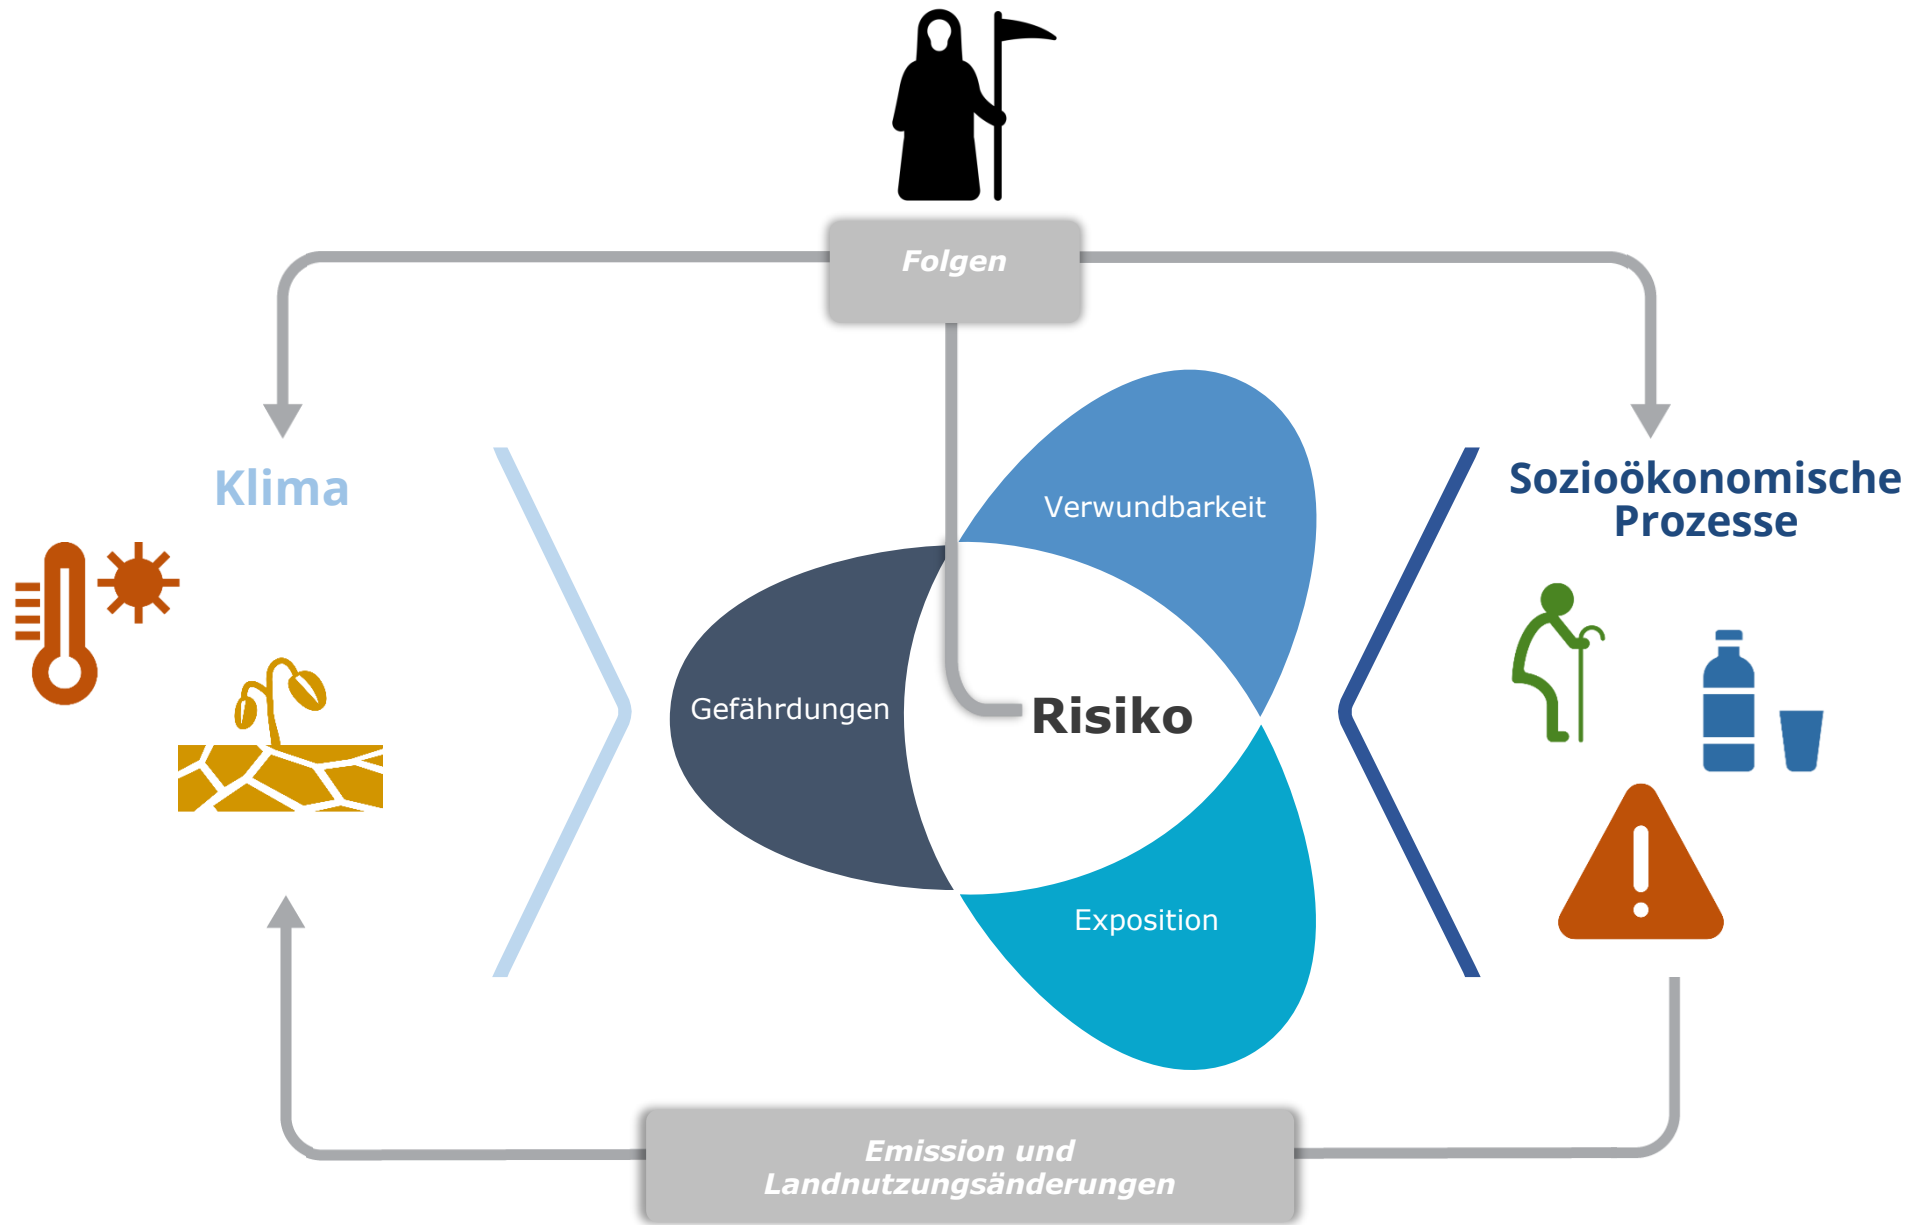 Folgen
Klima
Sozioökonomische
Prozesse
Verwundbarkeit
Gefährdungen
Risiko
Exposition
Emission und
Landnutzungsänderungen